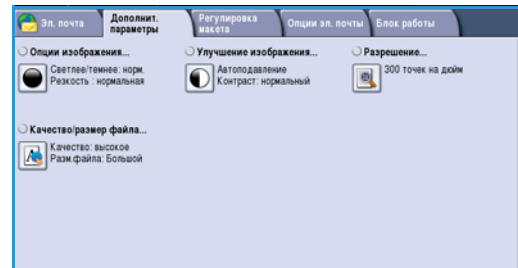 Эл. почта
Дополнит.
параметры
Регулировка
макета
Опции эл. почты
Блок работы
Опции изображения...
Светлее/темнее: норм.
Резкость : нормальная
Улучшение изображения...
Автоподавление
Контраст: нормальный
Разрешение...
300 точек на дюйм
Качество/размер файла...
Качество: высокое
Разм.файла: Большой